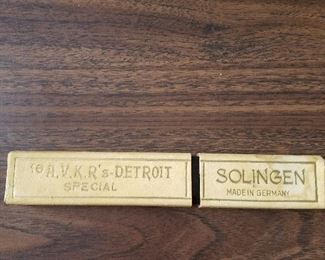 A.V.K.R's-DETROIT
SPECIAL
SOLINGEN
MADE IN GERMANY